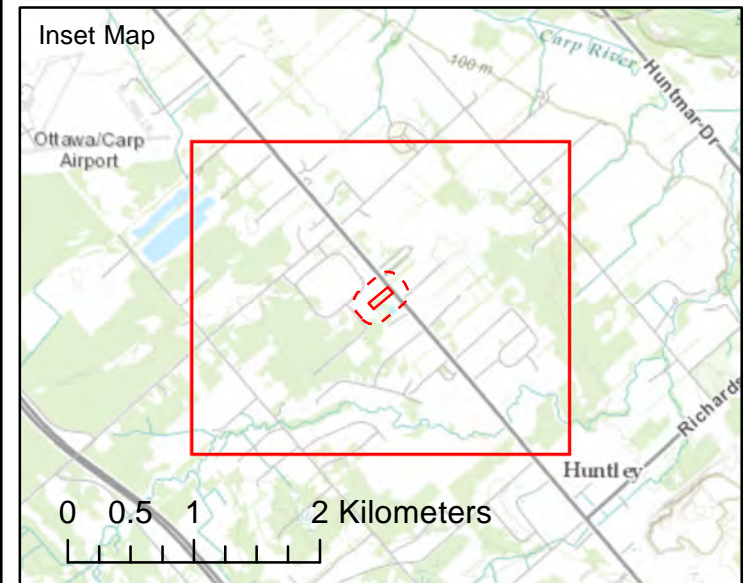 Inset Map
Carp River
100 m
Huntmar-Dr
Ottawa/Carp
Airport
Richards
Huntley
0 0.5 1 2 Kilometers